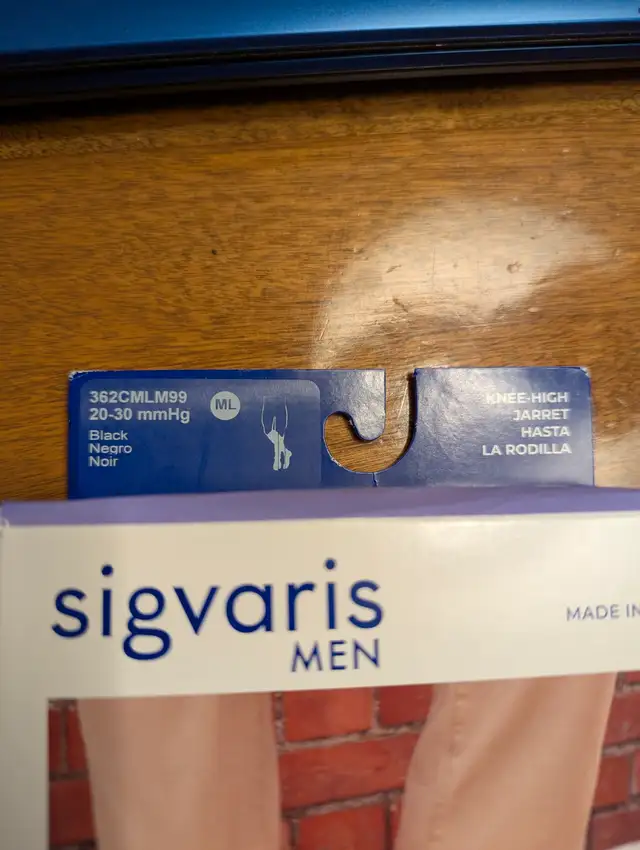 362CMLM99
20-30 mmHg
ML
Black
Negro
Noir
KNEE-HIGH
JARRET
HASTA
LA RODILLA
sigvaris
MEN
MADE IN